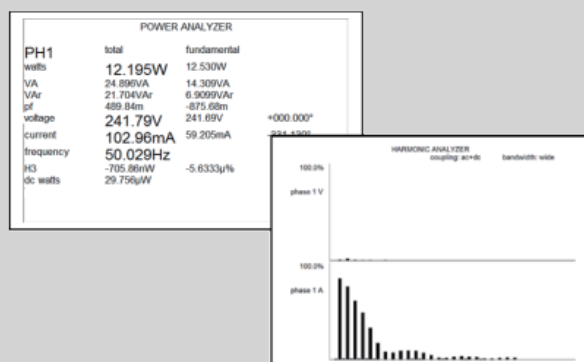 POWER ANALYZER
PH1 total fundamental
watts 12.195W 12.530W
VA 24.896VA 14.309VA
VAr 21.704VAr 6.9099VAr
pf 489.84m -875.68m
voltage 241.79V 241.69V +000.000°
current 102.96mA 59.205mA
frequency 50.029Hz
H3 -705.86nW -5.6333µ%
dc watts 29.756µW
HARMONIC ANALYZER
coupling: ac+dc bandwidth: wide
100.0%
phase 1 V
100.0%
phase 1 A